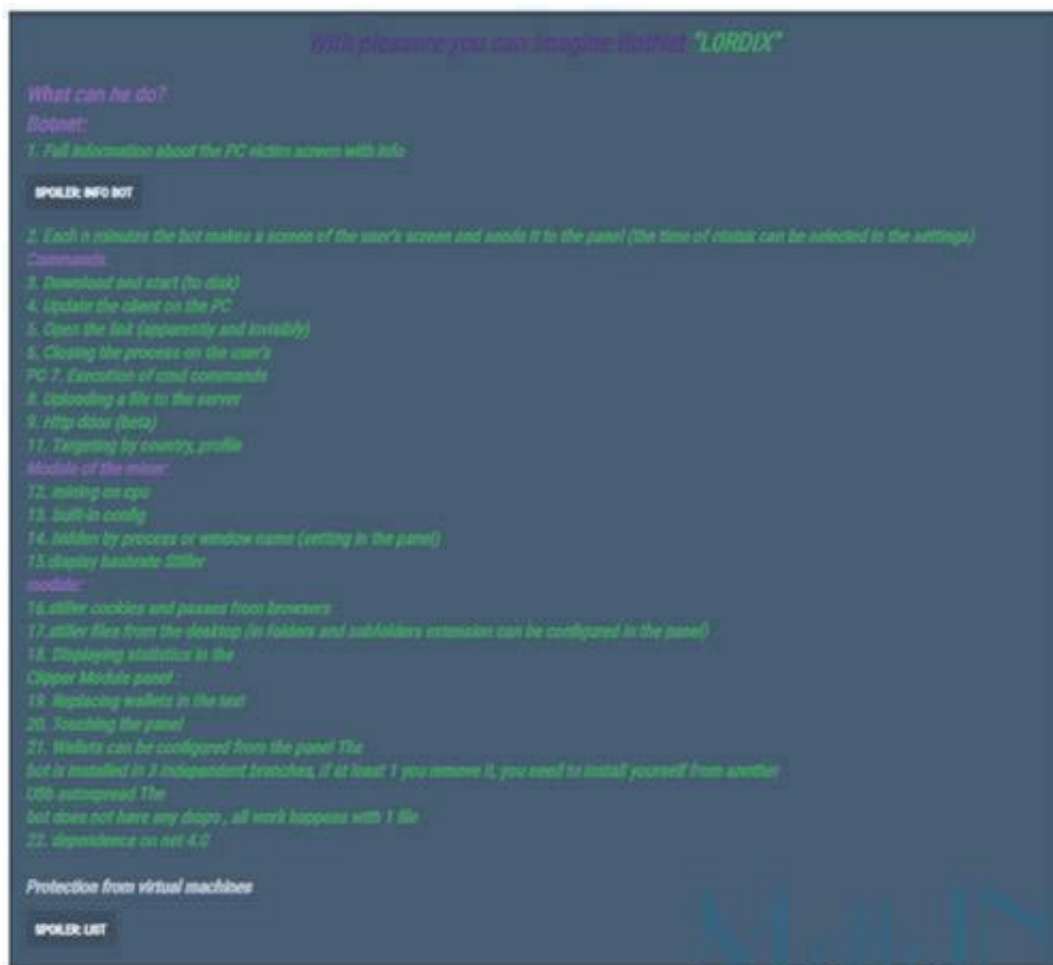 With pleasure you can imagine BotNet "L0RDIX"
What can he do?
Botnet:
1. Full information about the PC victim screen with info
SPOILER: INFO BOT
2. Each n minutes the bot makes a screen of the user's screen and sends it to the panel (the time of can be selected in the settings)
Commands:
3. Download and start (to disk)
4. Update the client on the PC
5. Open the link (apparently and invisibly)
6. Closing the process on the user's
PC 7. Execution of cmd commands
8. Uploading a file to the server
9. Http ddos (beta)
11. Targeting by country, profile
Module of the miner:
12. mining on cpu
13. built-in config
14. hidden by process or window name (setting in the panel)
15.display hashrate Stiller
module:
16.stiller cookies and passes from browsers
17.stiller files from the desktop (in folders and subfolders extension can be configured in the panel)
18. Displaying statistics in the
Clipper Module panel :
19. Replacing wallets in the text
20. Touching the panel
21. Wallets can be configured from the panel The
bot is installed in 3 independent branches, if at least 1 you remove it, you need to install yourself from another
USB autospread The
bot does not have any drops , all work happens with 1 file
22. dependence on net 4.0
Protection from virtual machines
SPOILER: LIST